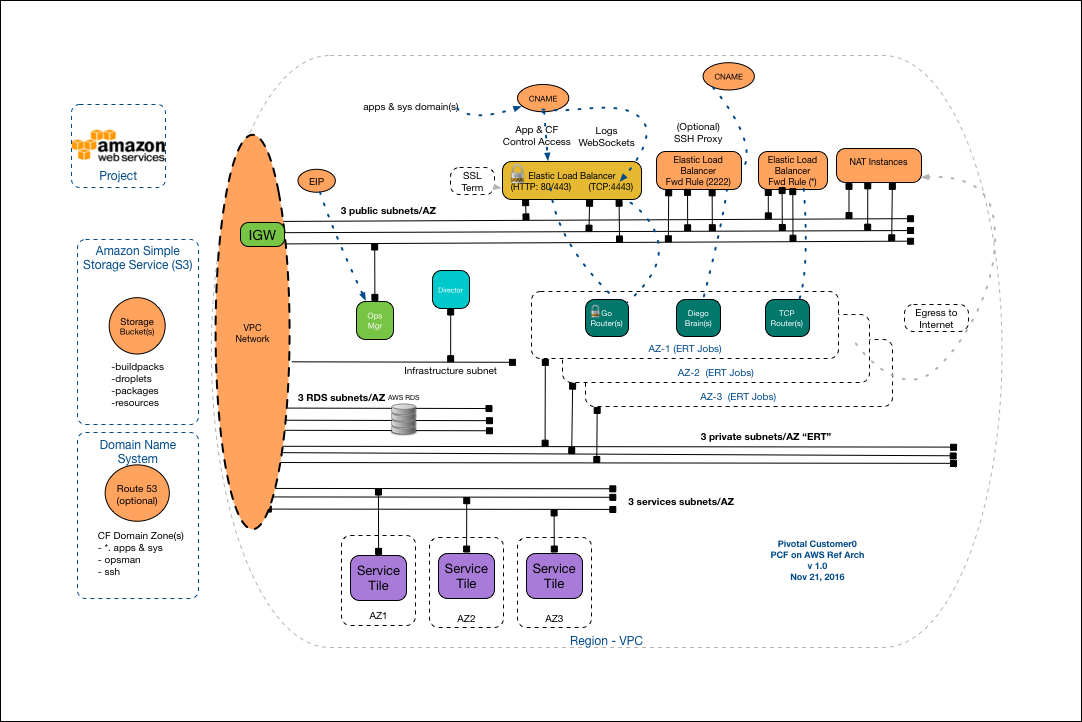 amazon
web services
Project
Amazon Simple
Storage Service (S3)
Storage
Bucket(s)
-buildpacks
-droplets
-packages
-resources
Domain Name
System
Route 53
(optional)
CF Domain Zone(s)
- *. apps & sys
- opsman
- ssh
VPC
Network
IGW
EIP
apps & sys domain(s)
CNAME
CNAME
App & CF
Control Access
Logs
WebSockets
(Optional)
SSH Proxy
SSL
Term
Elastic Load Balancer
(HTTP: 80/443) (TCP:4443)
Elastic Load
Balancer
Fwd Rule (2222)
Elastic Load
Balancer
Fwd Rule (*)
NAT Instances
3 public subnets/AZ
Ops
Mgr
Director
Infrastructure subnet
Go
Router(s)
Diego
Brain(s)
TCP
Router(s)
Egress to
Internet
AZ-1 (ERT Jobs)
AZ-2 (ERT Jobs)
AZ-3 (ERT Jobs)
3 RDS subnets/AZ
AWS RDS
3 private subnets/AZ “ERT”
3 services subnets/AZ
Service
Tile
AZ1
Service
Tile
AZ2
Service
Tile
AZ3
Pivotal Customer0
PCF on AWS Ref Arch
v 1.0
Nov 21, 2016
Region - VPC